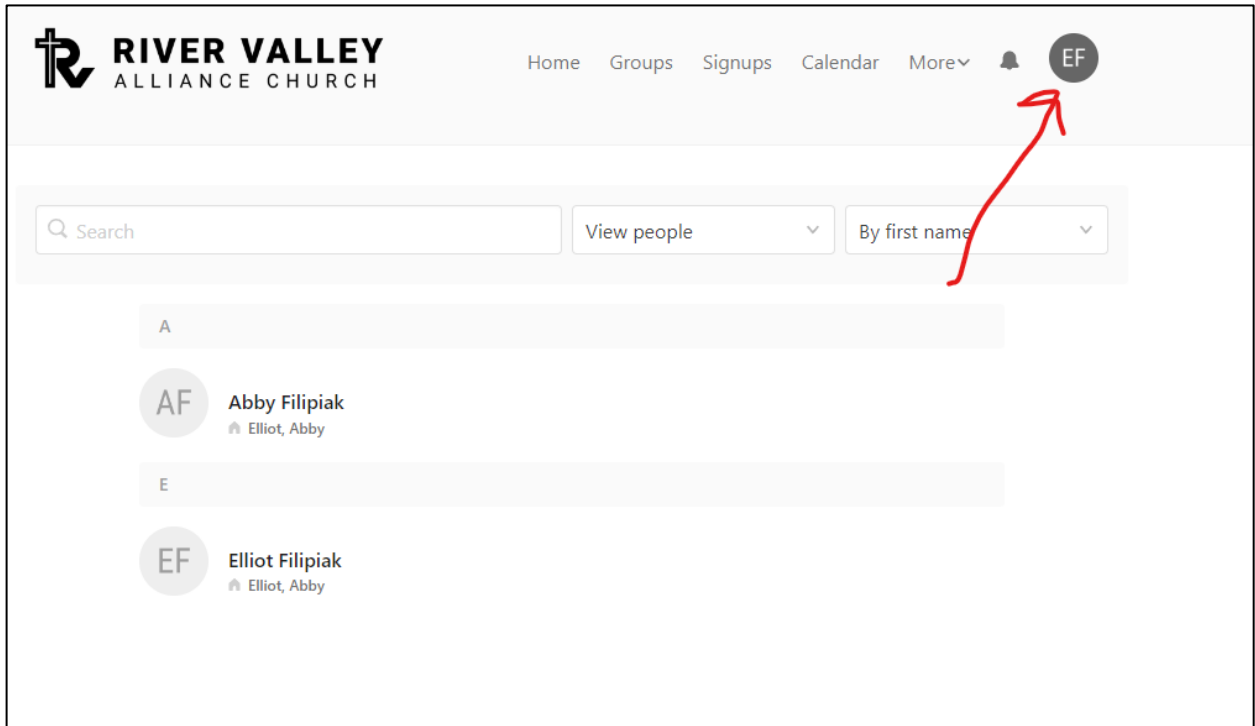 RIVER VALLEY
ALLIANCE CHURCH
Home Groups Signups Calendar More EF
Search View people By first name
A
AF Abby Filipiak
Elliot, Abby
E
EF Elliot Filipiak
Elliot, Abby